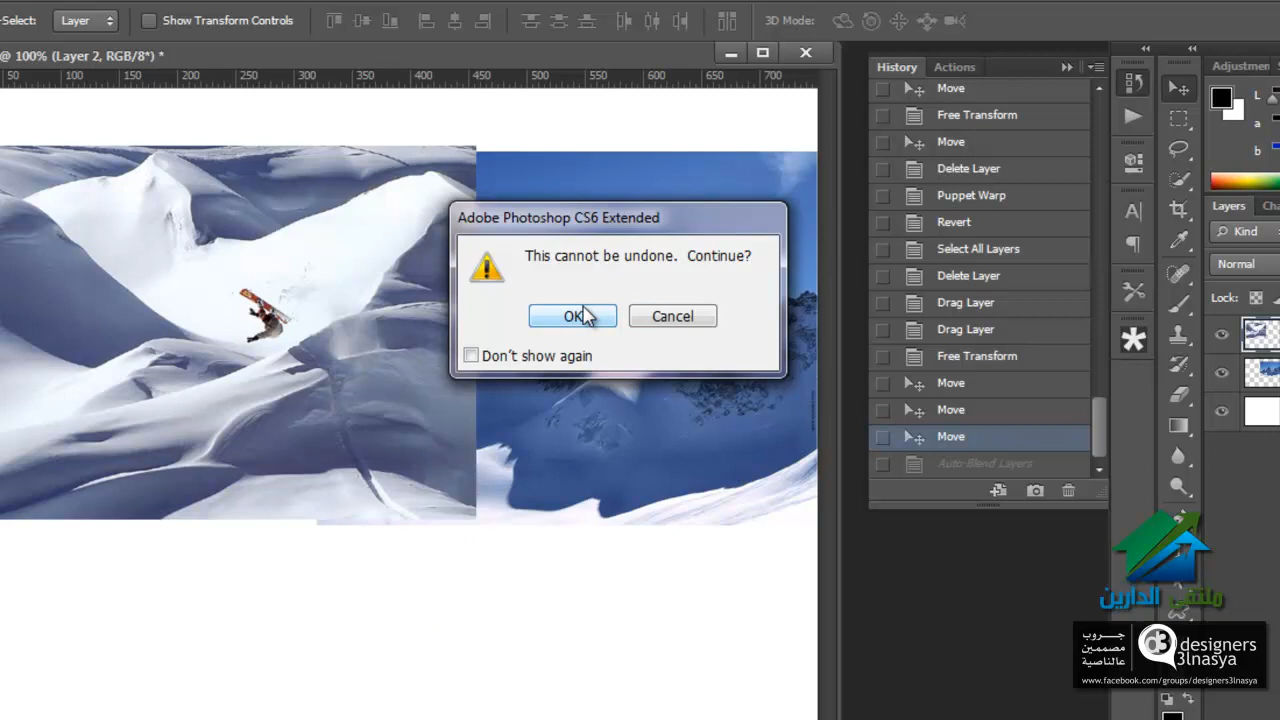 -Select:
Layer
Show Transform Controls
3D Mode:
@ 100% (Layer 2, RGB/8*) *
50 100 150 200 250 300 350 400 450 500 550 600 650 700
Adobe Photoshop CS6 Extended
This cannot be undone. Continue?
OK
Cancel
Don't show again
History
Actions
Move
Free Transform
Move
Delete Layer
Puppet Warp
Revert
Select All Layers
Delete Layer
Drag Layer
Drag Layer
Free Transform
Move
Move
Move
Auto-Blend Layers
Adjustmen
L
a
b
Layers
Cha
Kind
Normal
Lock:
ملتقى الدارين
جروب
مصممين
عالناصية
d3
designers
3lnasya
www.facebook.com/groups/designers3lnasya